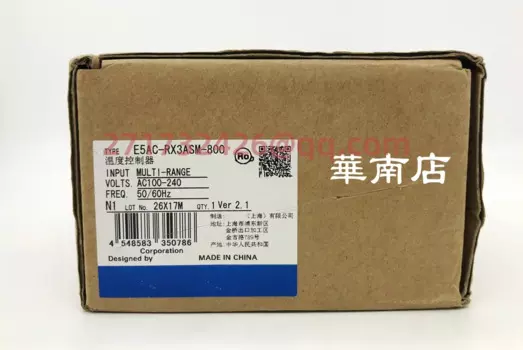 TYPE E5AC-RX3ASM-800
温度控制器
INPUT MULTI-RANGE
VOLTS. AC100-240
FREQ. 50/60Hz
N1 LOT No. 26X17M QTY. 1 Ver 2.1
4 548583 350786
Corporation
Designed by
制造: (上海)有限公司
地址: 上海市浦东新区
金桥出口加工区
金吉路789号
产地: 中华人民共和国
MADE IN CHINA
華南店
271732426@qq.com